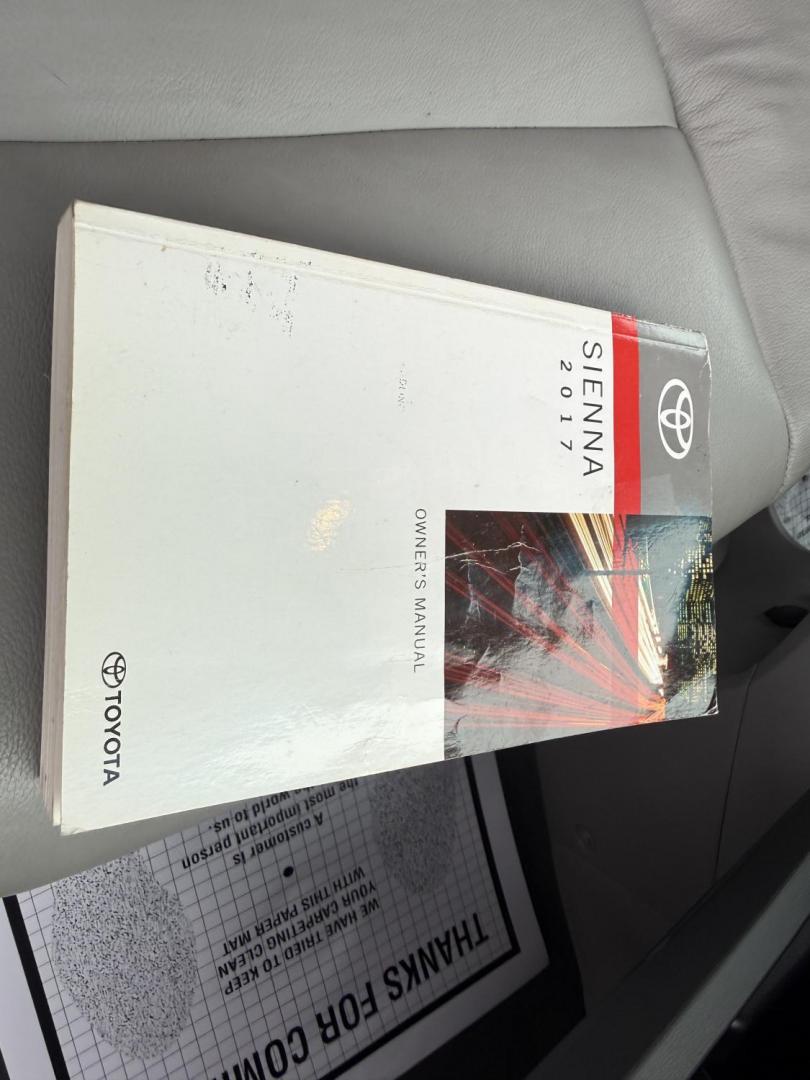 SIENNA
2017
OWNER'S MANUAL
TOYOTA
THANKS FOR COM
WE HAVE TRIED TO KEEP
YOUR CARPETING CLEAN
WITH THIS PAPER MAT
A customer is
the most important person
world to us.